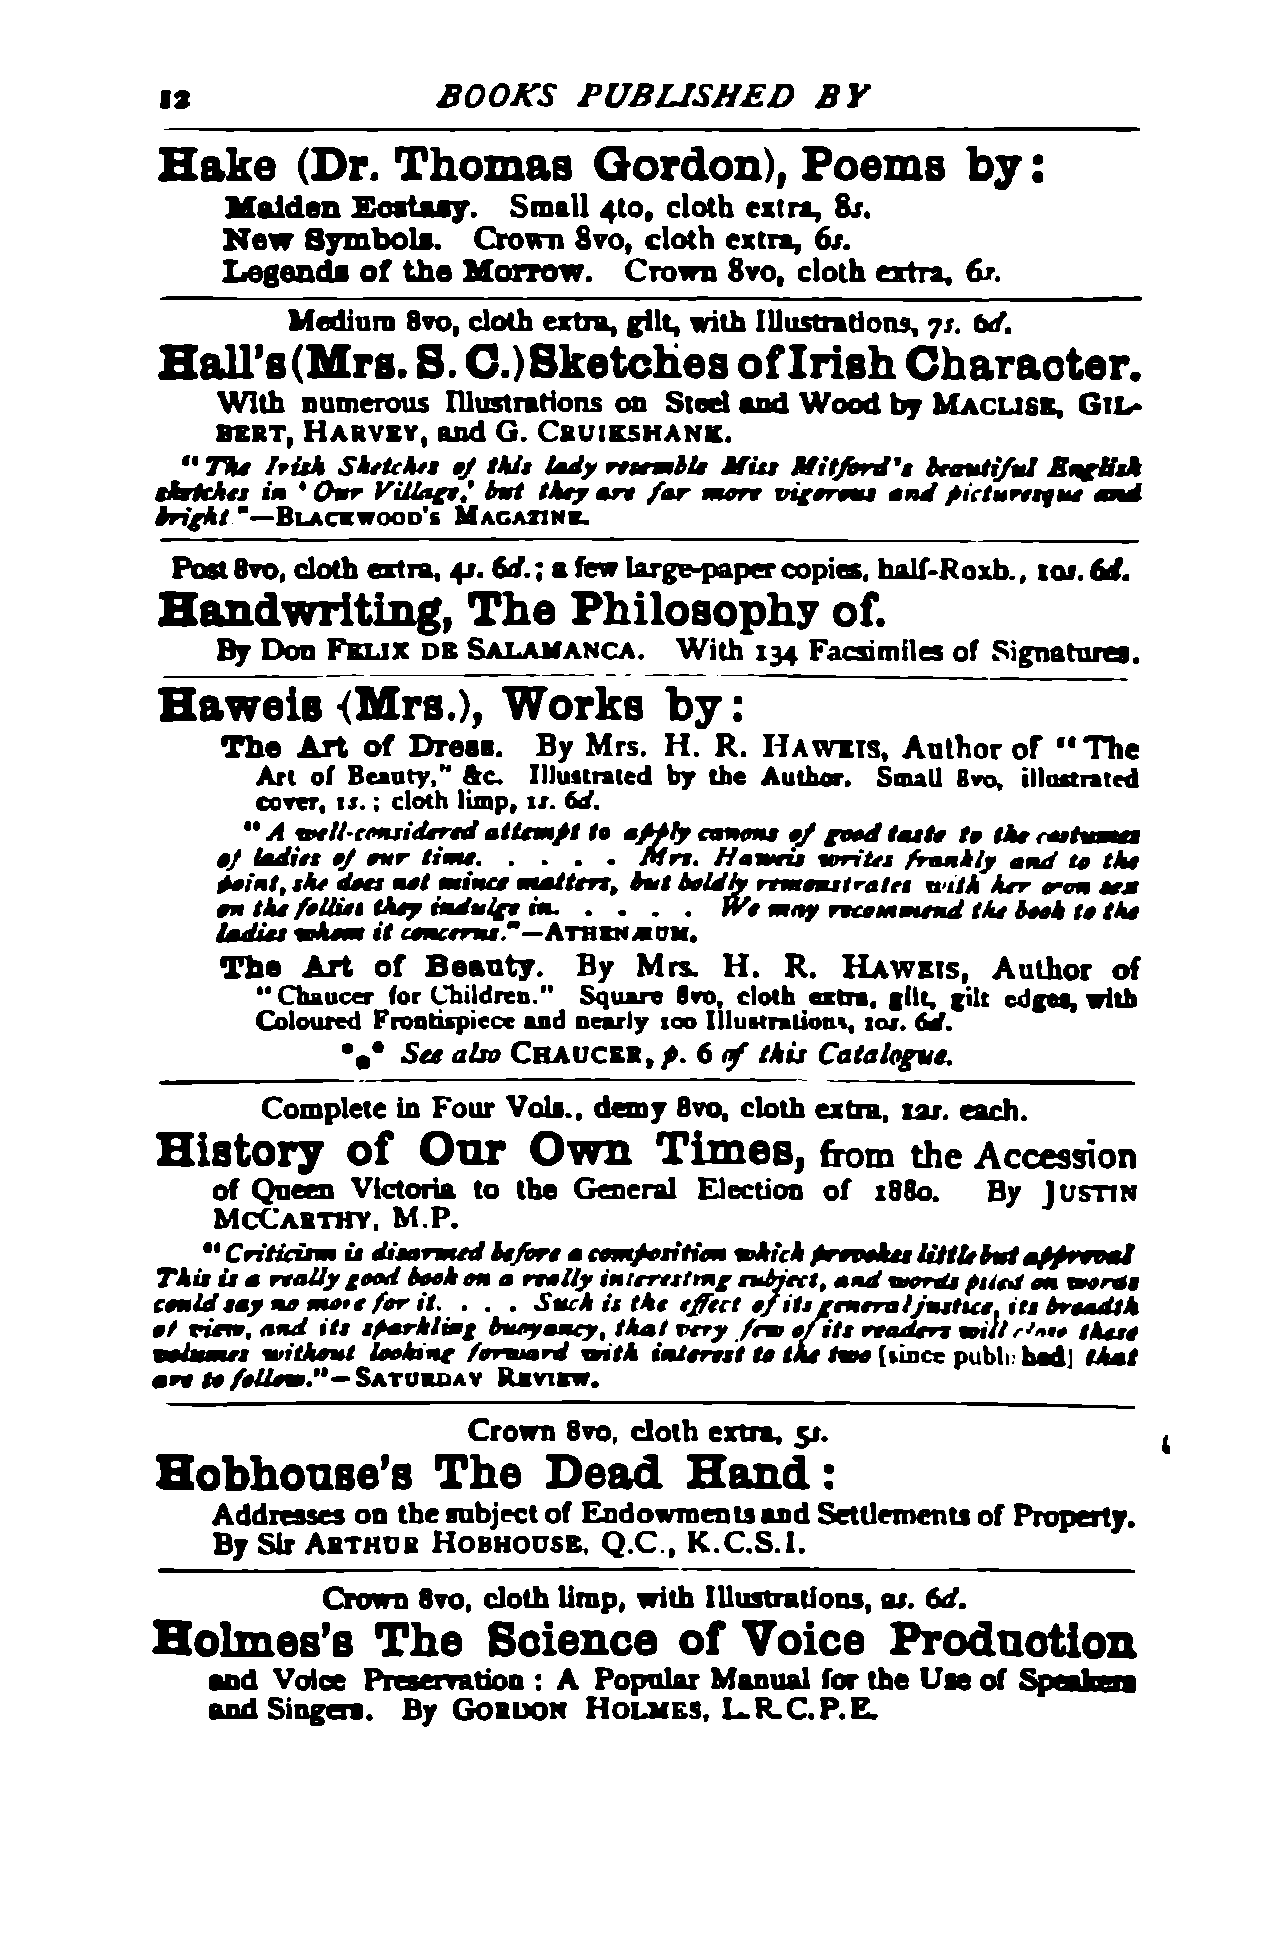 12 BOOKS PUBLISHED BY
Hake (Dr. Thomas Gordon), Poems by:
Maiden Ecstasy. Small 4to, cloth extra, 8s.
New Symbols. Crown 8vo, cloth extra, 6s.
Legends of the Morrow. Crown 8vo, cloth extra, 6s.
Medium 8vo, cloth extra, gilt, with Illustrations, 7s. 6d.
Hall's (Mrs. S. C.) Sketches of Irish Character.
With numerous Illustrations on Steel and Wood by MACLISE, GIL-
BERT, HARVEY, and G. CRUIKSHANK.
"The Irish Sketches of this lady resemble Miss Mitford's beautiful English
sketches in 'Our Village,' but they are far more vigorous and picturesque and
bright"—BLACKWOOD'S MAGAZINE.
Post 8vo, cloth extra, 4s. 6d.; a few large-paper copies, half-Roxb., 10s. 6d.
Handwriting, The Philosophy of.
By Don FELIX DE SALAMANCA. With 134 Facsimiles of Signatures.
Haweis (Mrs.), Works by:
The Art of Dress. By Mrs. H. R. HAWEIS, Author of "The
Art of Beauty," &c. Illustrated by the Author. Small 8vo, illustrated
cover, 1s.; cloth limp, 1s. 6d.
"A well-considered attempt to apply canons of good taste to the costumes
of ladies of our time. . . . . . Mrs. Haweis writes frankly and to the
point, she does not mince matters, but boldly remonstrates with her own sex
on the follies they indulge in. . . . . . We may recommend the book to the
ladies whom it concerns."—ATHENÆUM.
The Art of Beauty. By Mrs. H. R. HAWEIS, Author of
"Chaucer for Children." Square 8vo, cloth extra, gilt, gilt edges, with
Coloured Frontispiece and nearly 100 Illustrations, 10s. 6d.
*⁎* See also CHAUCER, p. 6 of this Catalogue.
Complete in Four Vols., demy 8vo, cloth extra, 12s. each.
History of Our Own Times, from the Accession
of Queen Victoria to the General Election of 1880. By JUSTIN
MCCARTHY, M.P.
"Criticism is disarmed before a composition which provokes little but approval
This is a really good book on a really interesting subject, and words piled on words
could say no more for it. . . . . Such is the effect of its general justice, its breadth
of view, and its sparkling buoyancy, that very few of its readers will close these
volumes without looking forward with interest to the two [since published] that
are to follow."—SATURDAY REVIEW.
Crown 8vo, cloth extra, 5s.
Hobhouse's The Dead Hand:
Addresses on the subject of Endowments and Settlements of Property.
By Sir ARTHUR HOBHOUSE, Q.C., K.C.S.I.
Crown 8vo, cloth limp, with Illustrations, 2s. 6d.
Holmes's The Science of Voice Production
and Voice Preservation: A Popular Manual for the Use of Speakers
and Singers. By GORDON HOLMES, L.R.C.P.E.